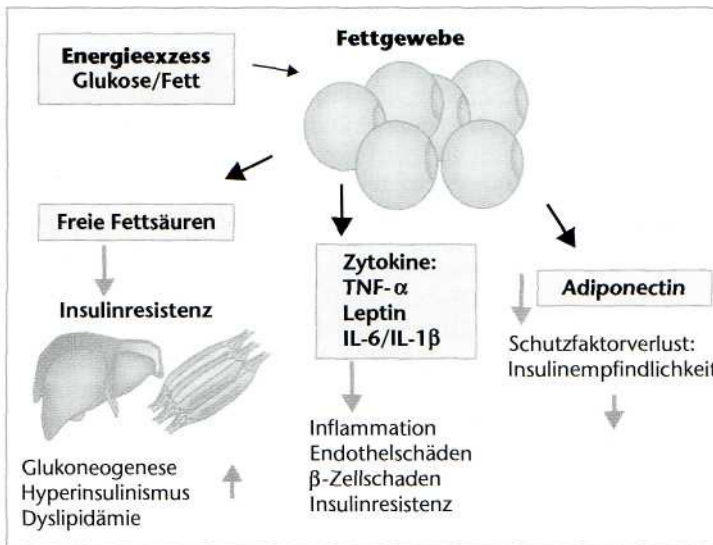 Energieexzess
Glukose/Fett
Fettgewebe
Freie Fettsäuren
Insulinresistenz
Glukoneogenese
Hyperinsulinismus
Dyslipidämie
Zytokine:
TNF-α
Leptin
IL-6/IL-1β
Inflammation
Endothelschäden
β-Zellschaden
Insulinresistenz
Adiponectin
Schutzfaktorverlust:
Insulinempfindlichkeit